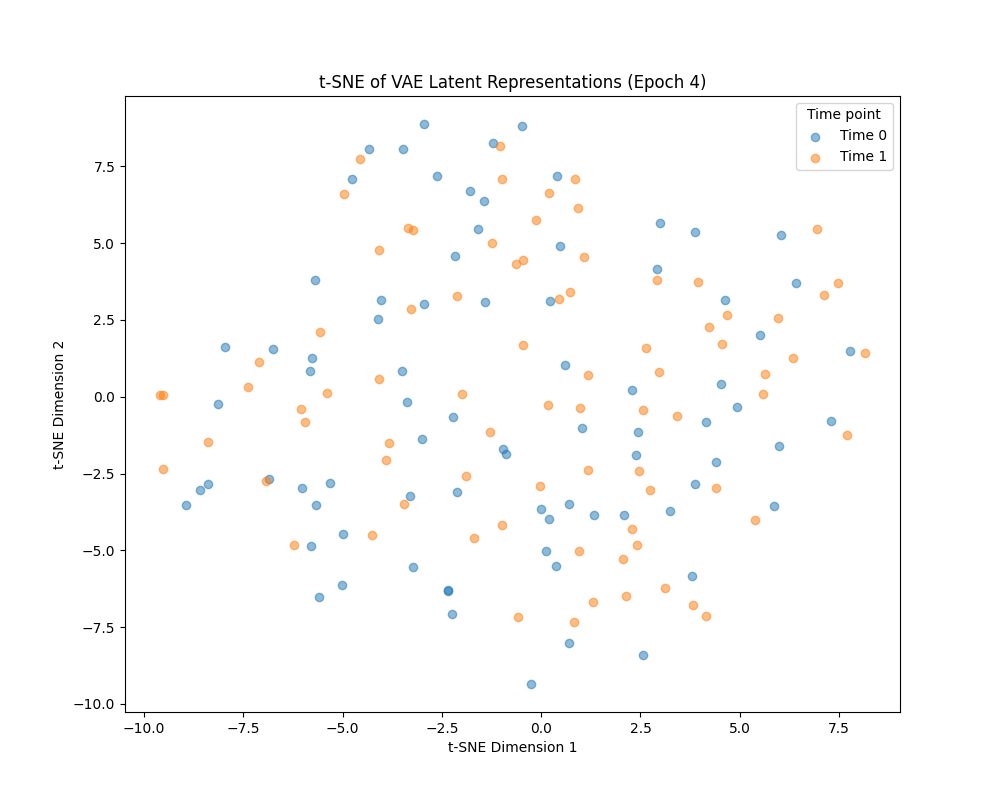 t-SNE of VAE Latent Representations (Epoch 4)
Time point
Time 0
Time 1
t-SNE Dimension 2
7.5
5.0
2.5
0.0
−2.5
−5.0
−7.5
−10.0
−10.0
−7.5
−5.0
−2.5
0.0
2.5
5.0
7.5
t-SNE Dimension 1